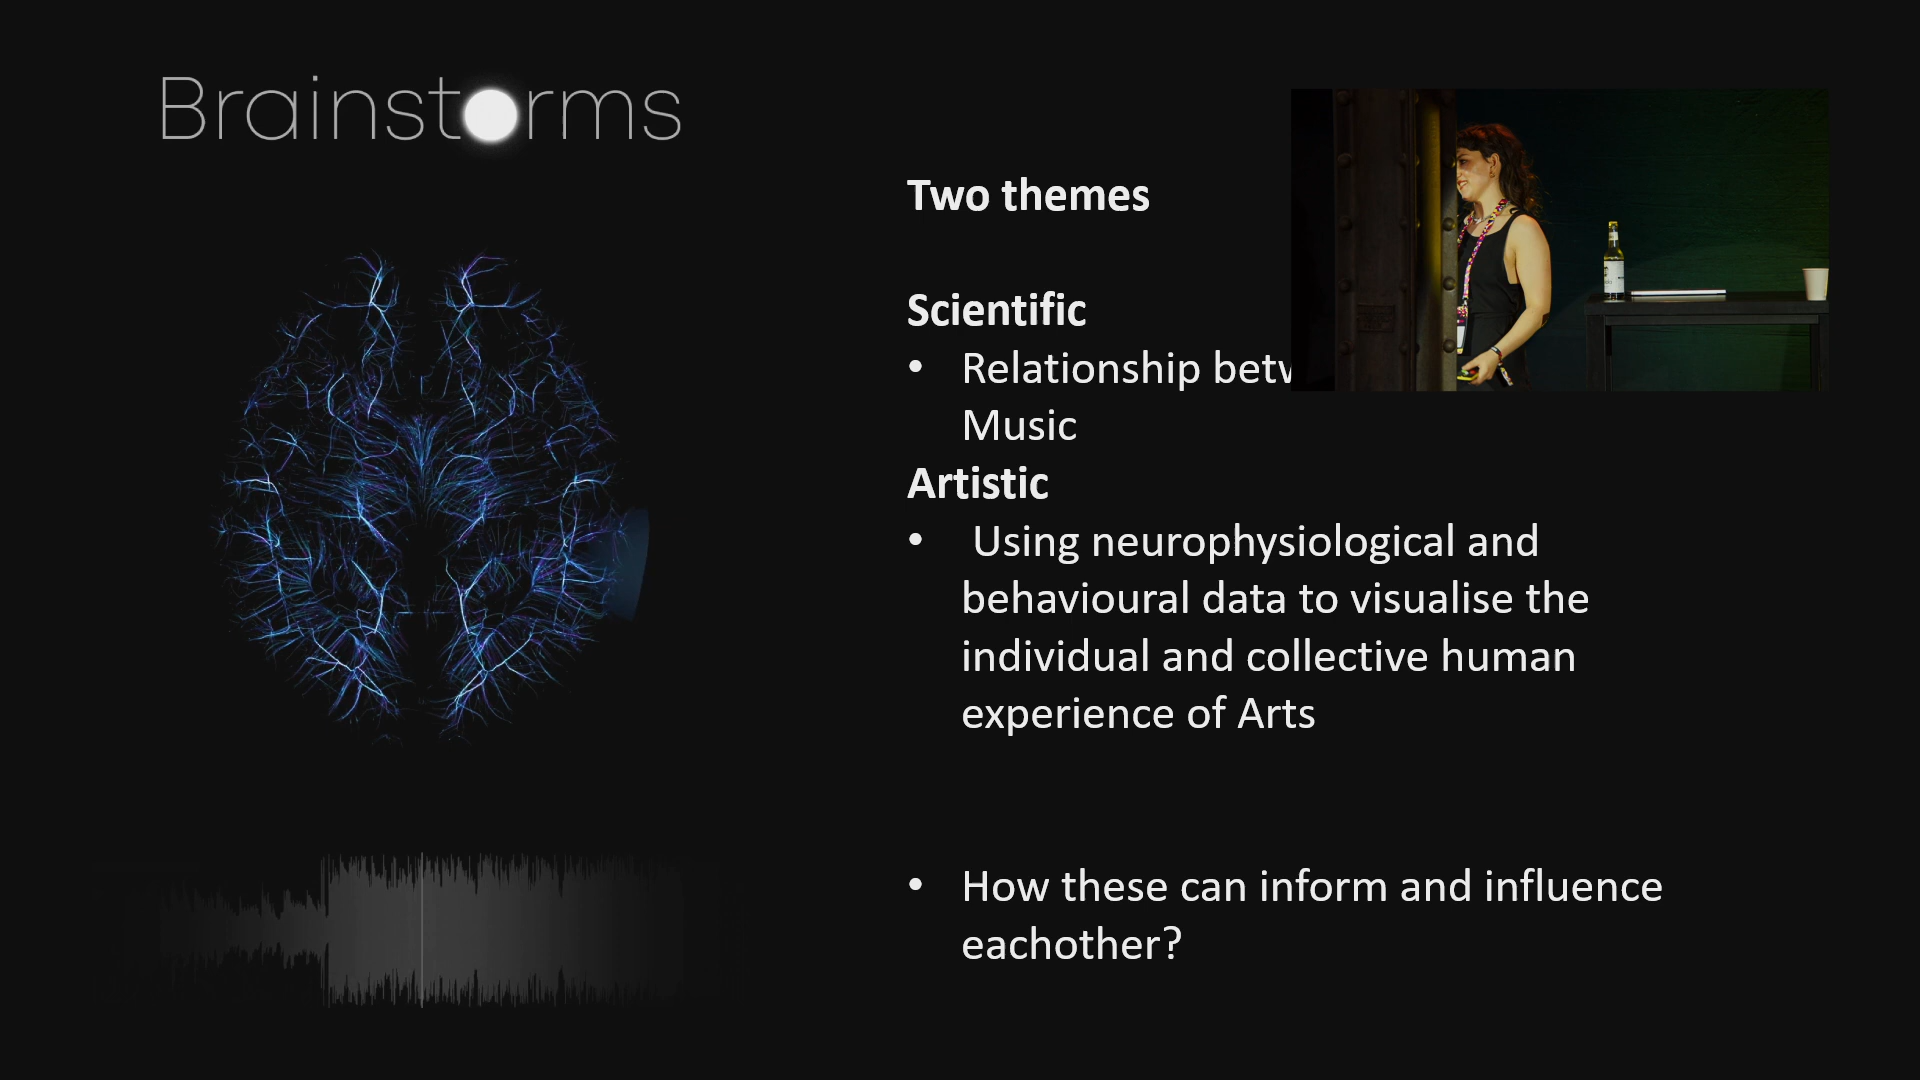 Brainstorms
Two themes
Scientific
• Relationship
Music
Artistic
• Using neurophysiological and
behavioural data to visualise the
individual and collective human
experience of Arts
• How these can inform and influence
eachother?